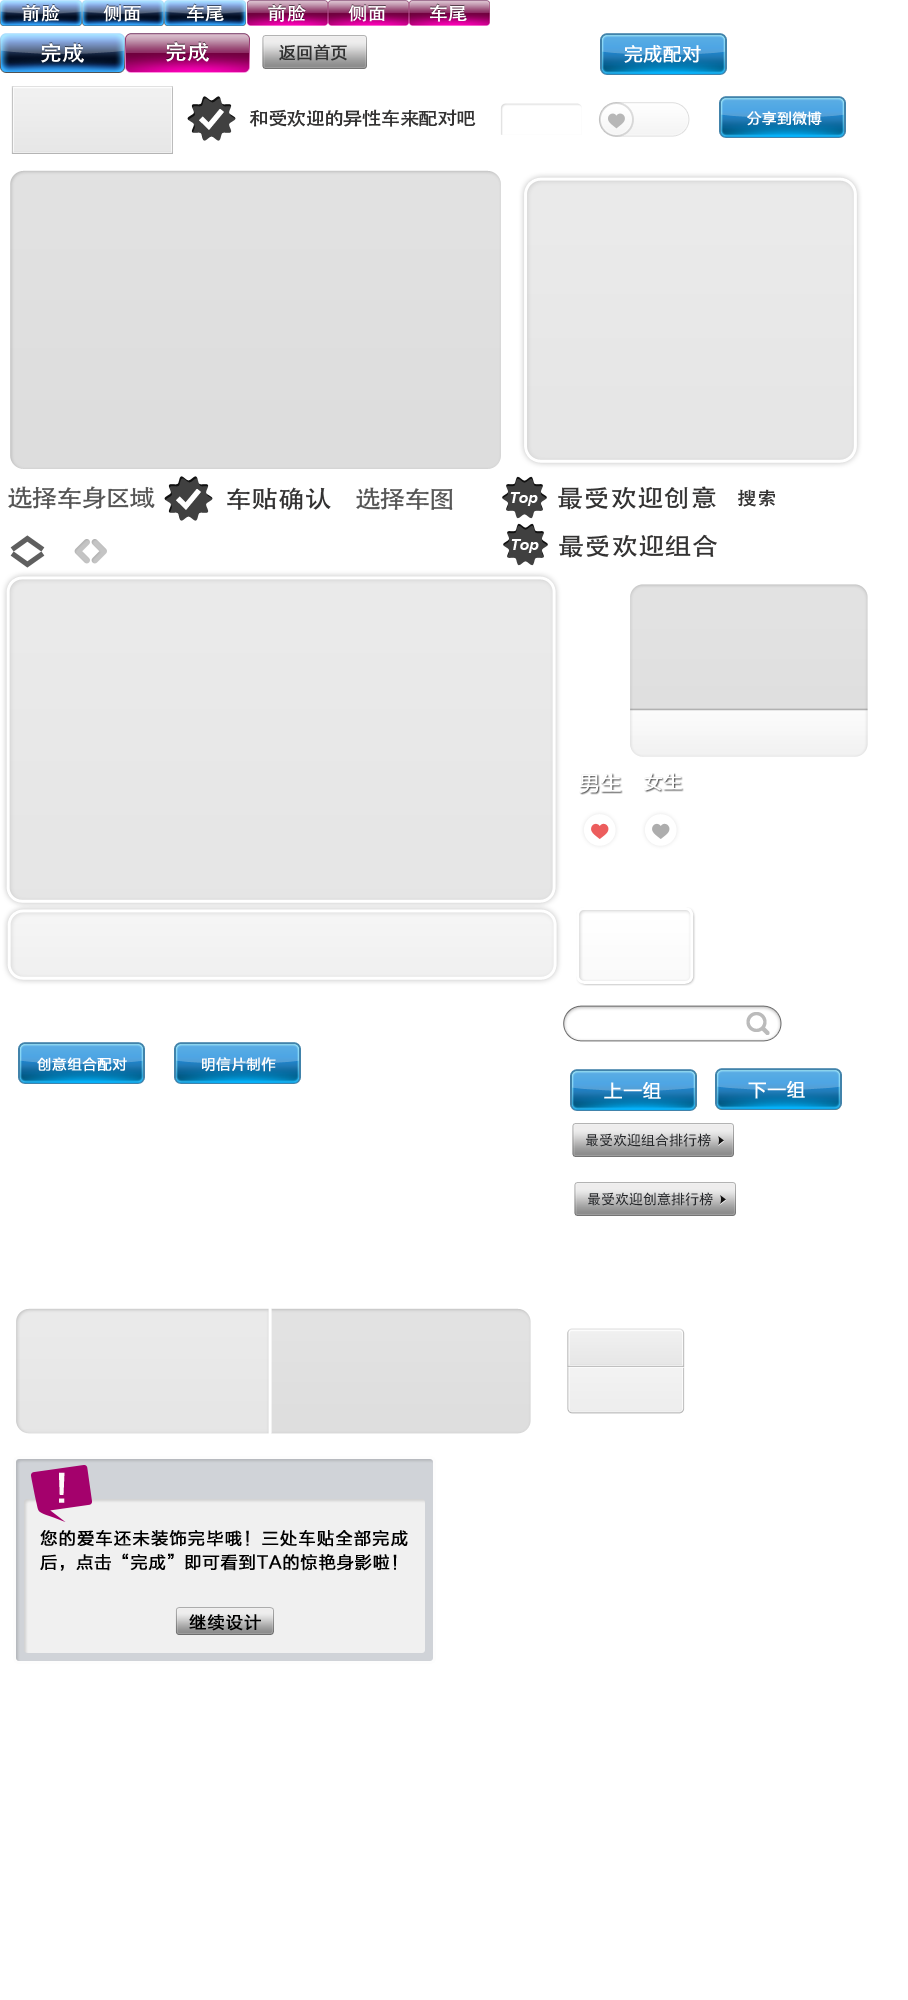 前脸 侧面 车尾 前脸 侧面 车尾
完成 完成 返回首页 完成配对
和受欢迎的异性车来配对吧 分享到微博
选择车身区域 车贴确认 选择车图 Top 最受欢迎创意 搜索
Top 最受欢迎组合
男生 女生
创意组合配对 明信片制作
上一组 下一组
最受欢迎组合排行榜
最受欢迎创意排行榜
!
您的爱车还未装饰完毕哦！三处车贴全部完成
后，点击“完成”即可看到TA的惊艳身影啦！
继续设计